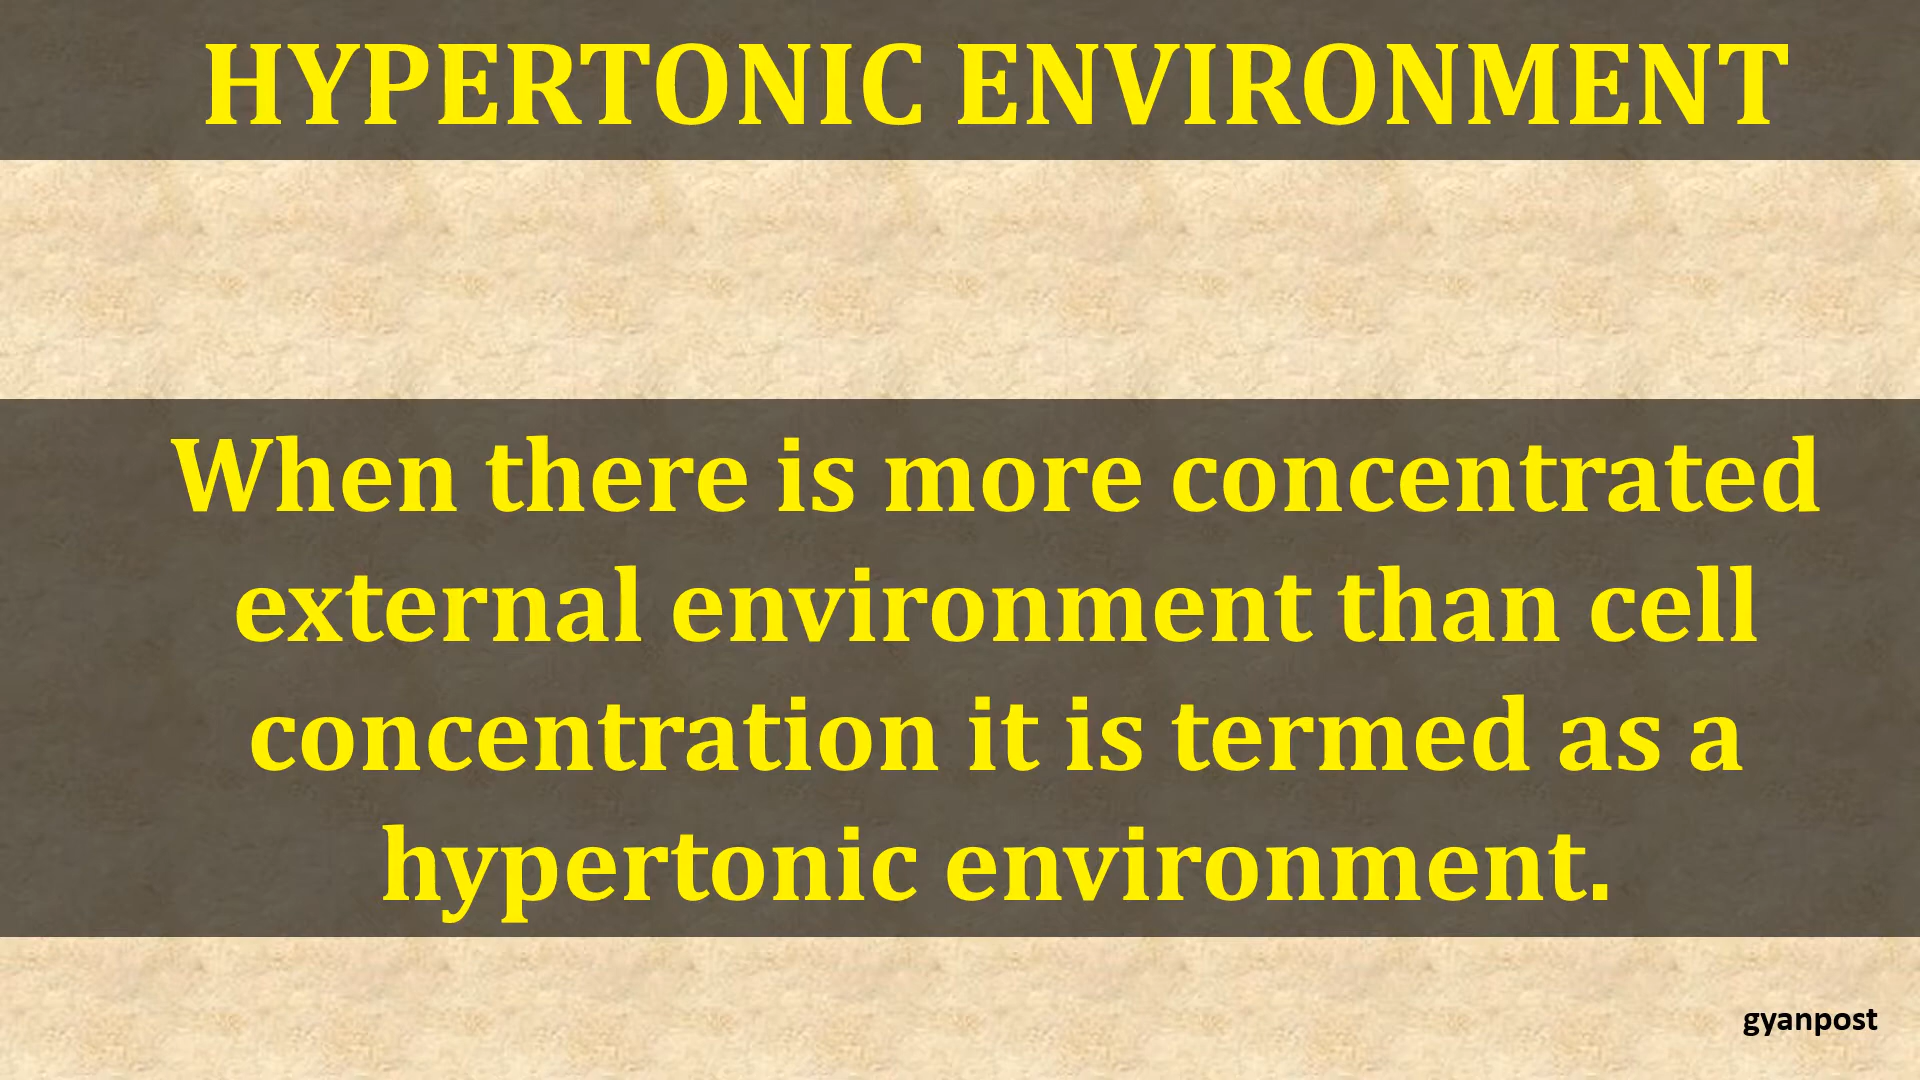 HYPERTONIC ENVIRONMENT
When there is more concentrated
external environment than cell
concentration it is termed as a
hypertonic environment.
gyanpost